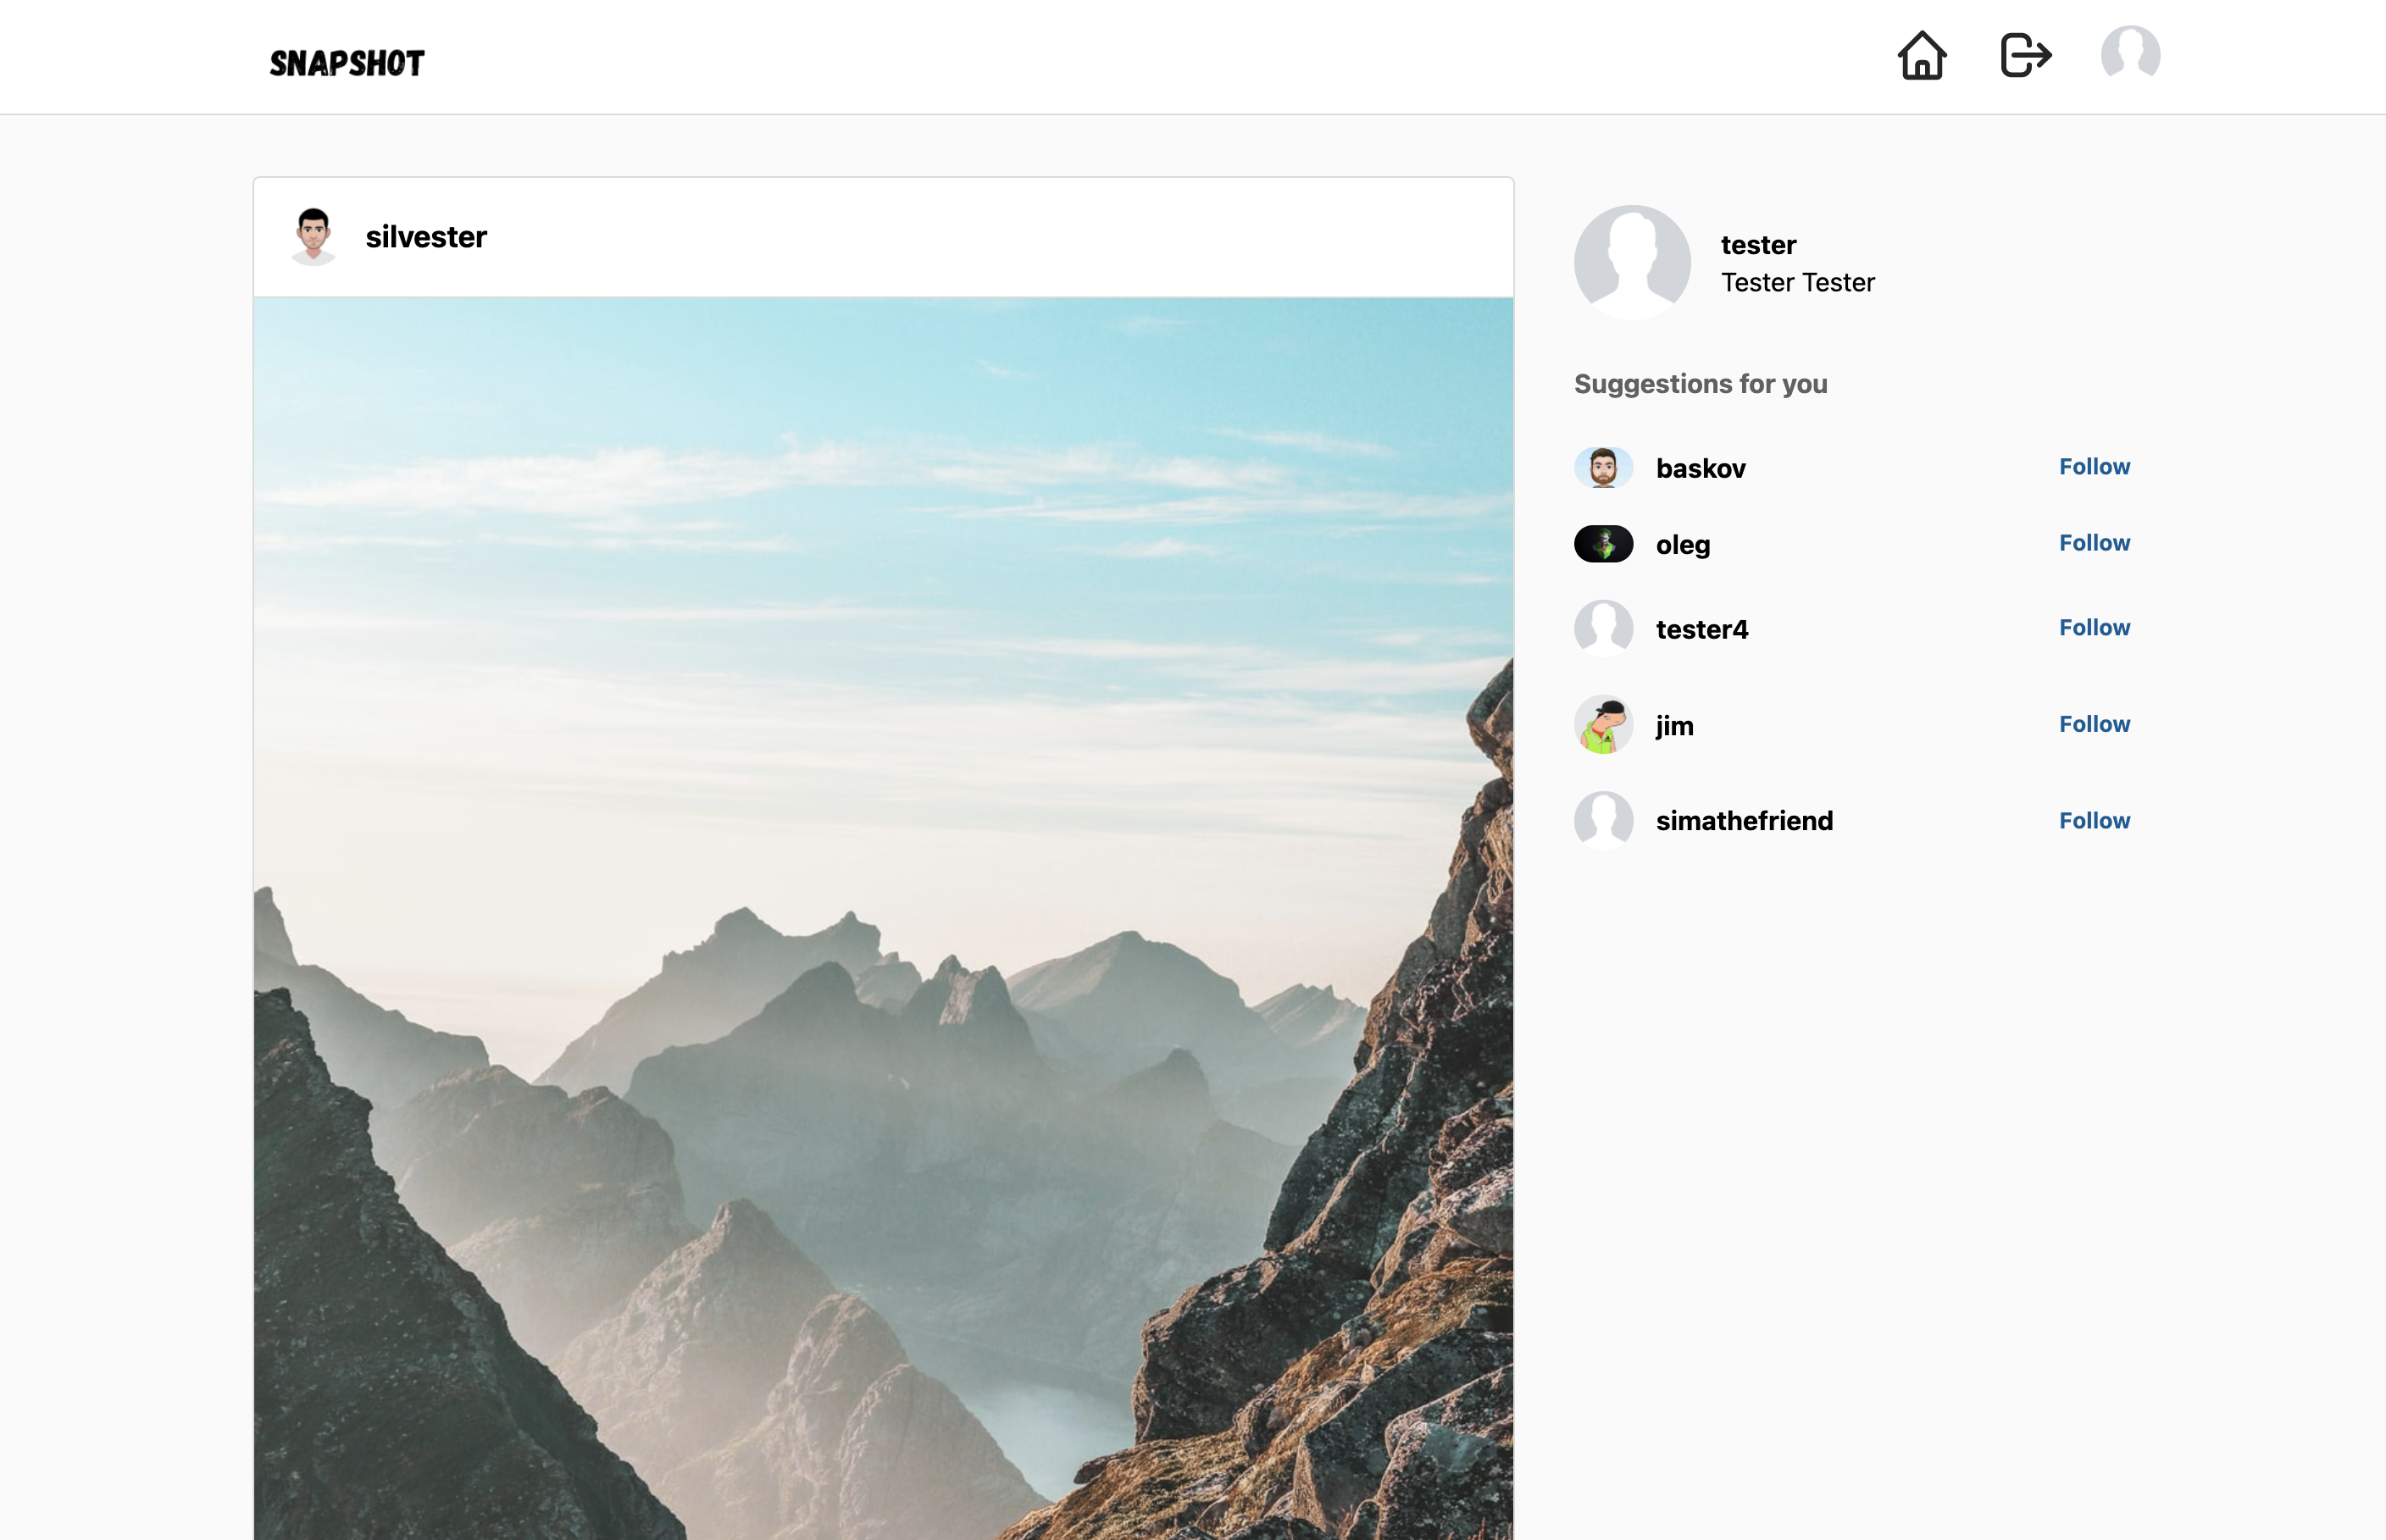 SNAPSHOT
silvester
tester
Tester Tester
Suggestions for you
baskov Follow
oleg Follow
tester4 Follow
jim Follow
simathefriend Follow